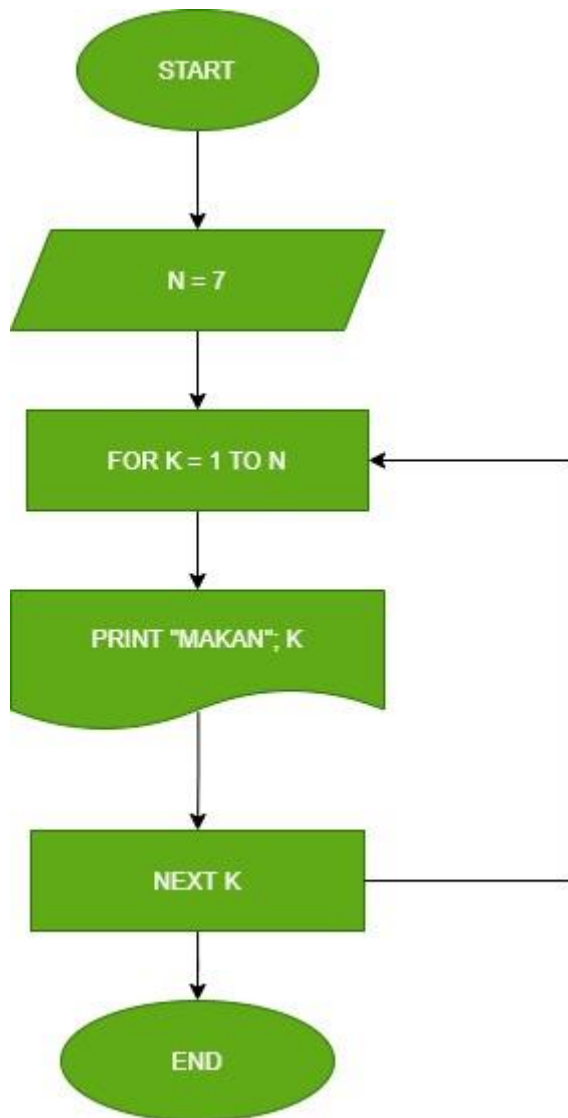 START
N = 7
FOR K = 1 TO N
PRINT "MAKAN"; K
NEXT K
END